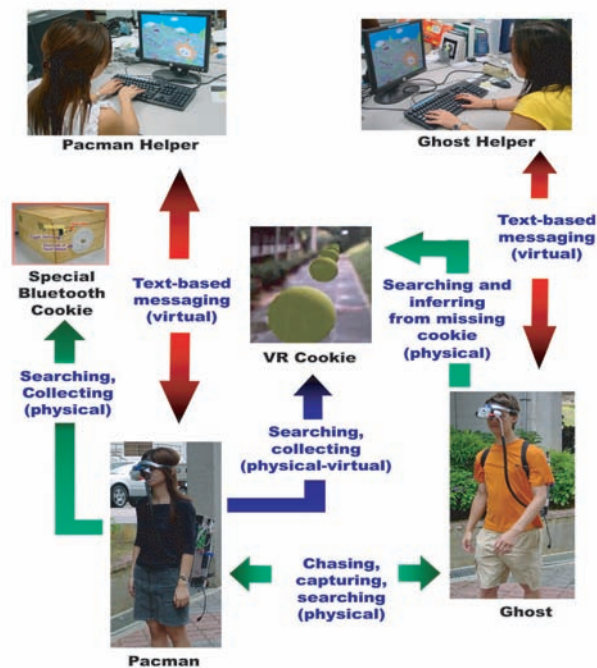 Pacman Helper
Ghost Helper
Special
Bluetooth
Cookie
Text-based
messaging
(virtual)
Text-based
messaging
(virtual)
Searching and
inferring
from missing
cookie
(physical)
VR Cookie
Searching,
Collecting
(physical)
Searching,
collecting
(physical-virtual)
Chasing,
capturing,
searching
(physical)
Pacman
Ghost